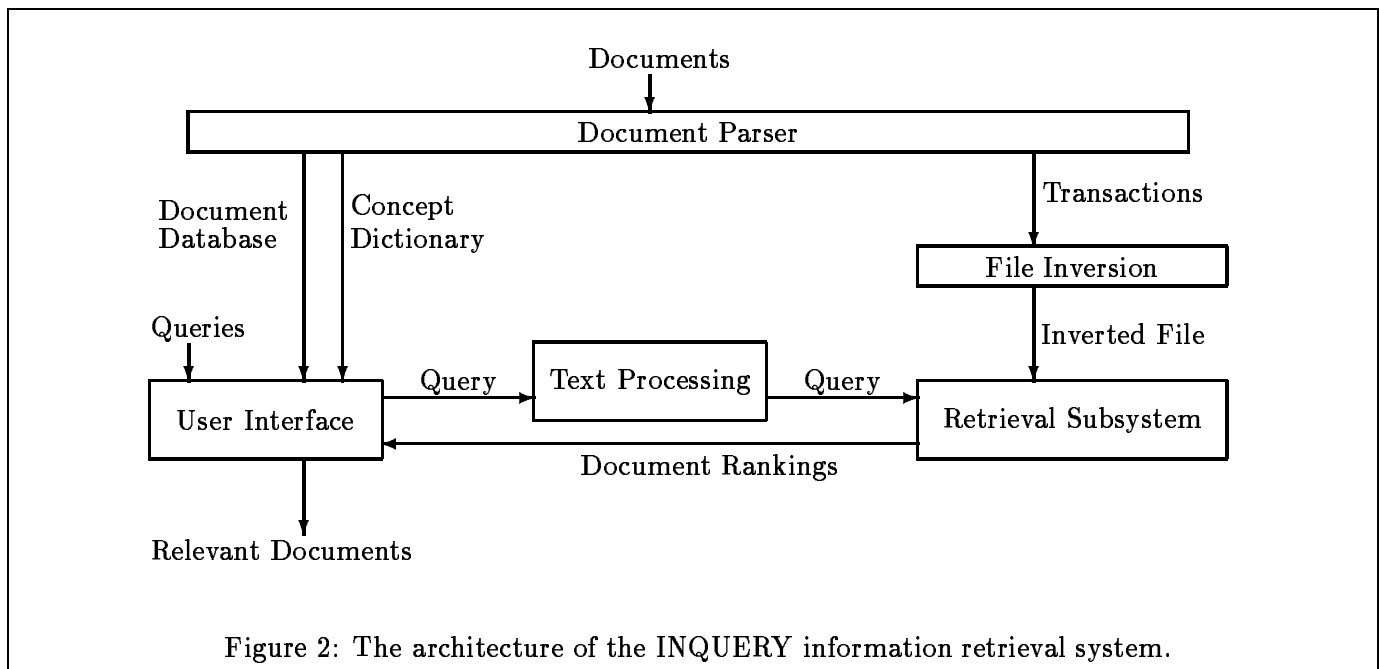 Documents
Document Parser
Document
Database
Concept
Dictionary
Transactions
File Inversion
Queries
Inverted File
Query
Text Processing
Query
User Interface
Retrieval Subsystem
Document Rankings
Relevant Documents
Figure 2: The architecture of the INQUERY information retrieval system.